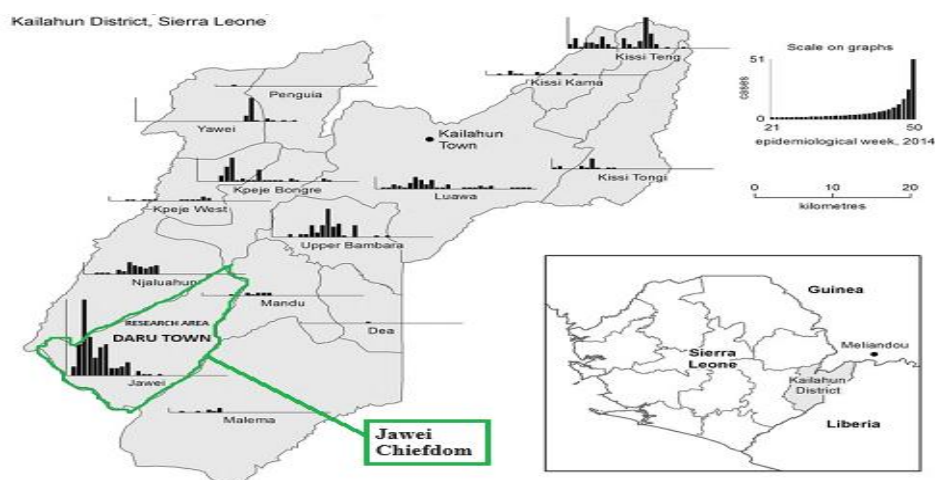 Kailahun District, Sierra Leone
Kissi Teng
Scale on graphs
51
cases
0
21
50
epidemiological week, 2014
Kissi Kama
Penguia
Yawei
Kailahun
Town
Kissi Tongi
Kpeje Bongre
Luawa
0
10
20
kilometres
Kpeje West
Upper Bambara
Njaluahun
Mandu
RESEARCH AREA
DARU TOWN
Dea
Jawei
Malema
Jawei
Chiefdom
Guinea
Meliandou
Sierra
Leone
Kailahun
District
Liberia